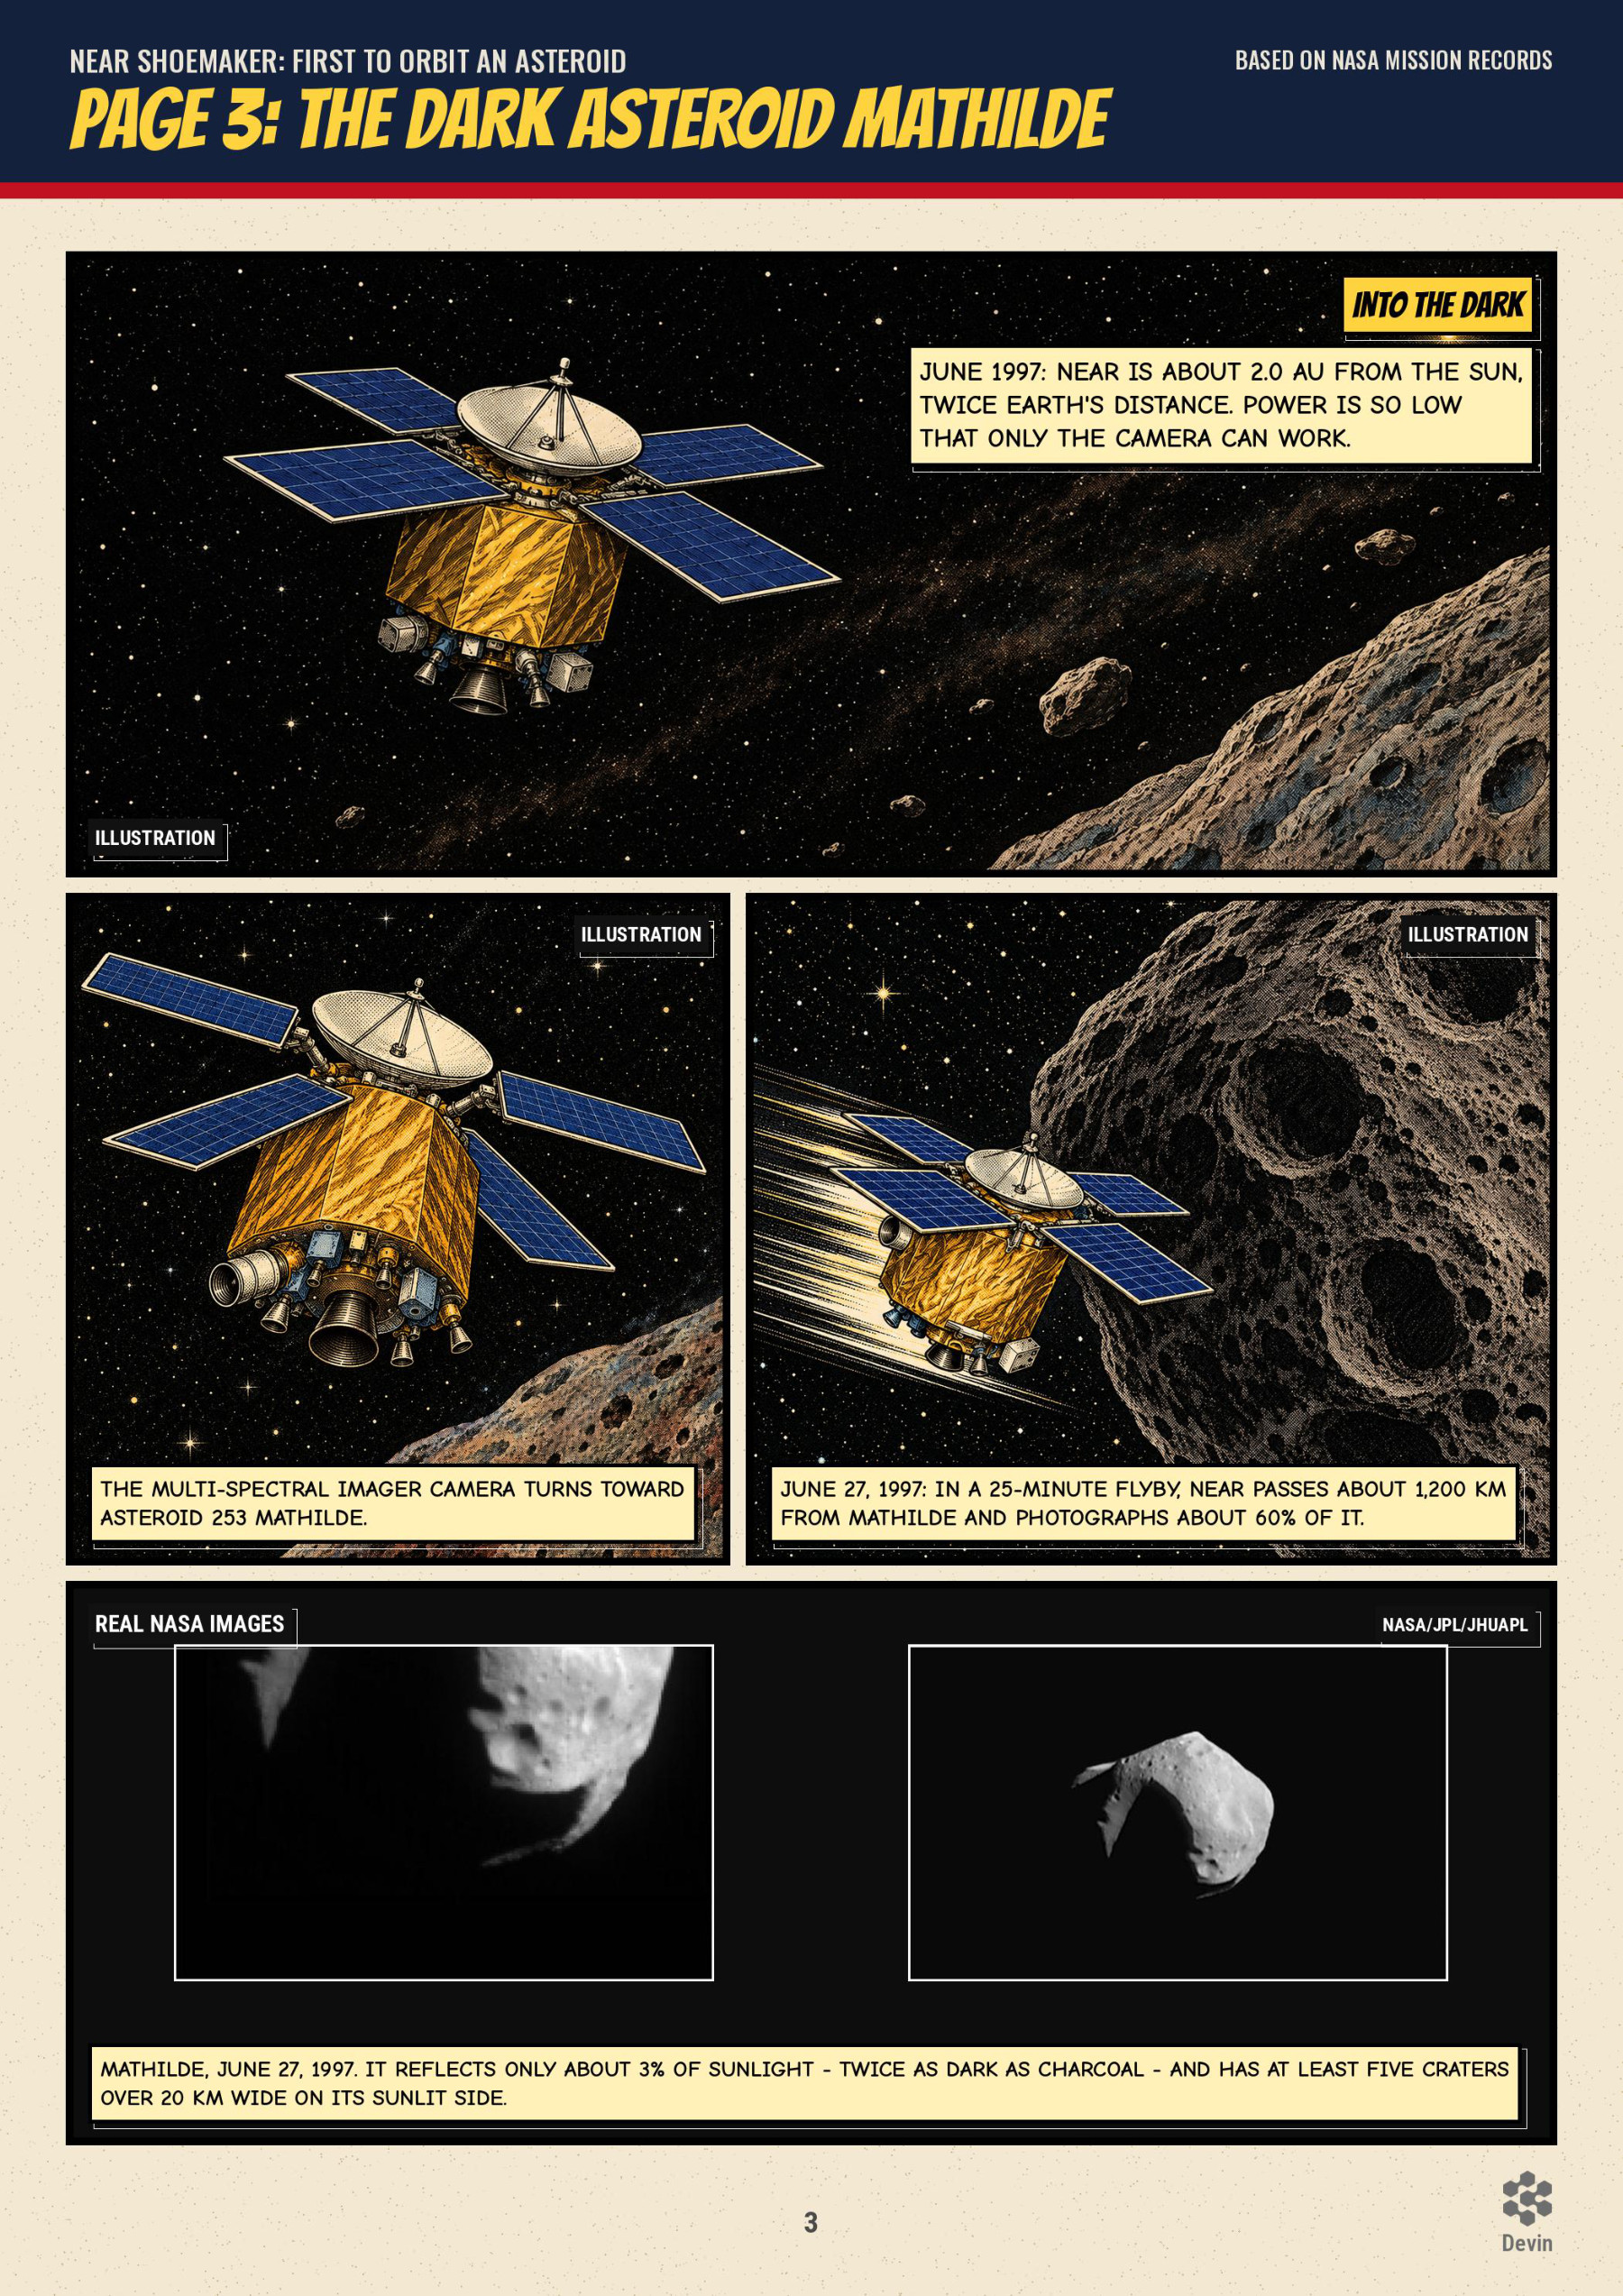 NEAR SHOEMAKER: FIRST TO ORBIT AN ASTEROID
BASED ON NASA MISSION RECORDS
PAGE 3: THE DARK ASTEROID MATHILDE
INTO THE DARK
JUNE 1997: NEAR IS ABOUT 2.0 AU FROM THE SUN,
TWICE EARTH'S DISTANCE. POWER IS SO LOW
THAT ONLY THE CAMERA CAN WORK.
ILLUSTRATION
ILLUSTRATION
THE MULTI-SPECTRAL IMAGER CAMERA TURNS TOWARD
ASTEROID 253 MATHILDE.
ILLUSTRATION
JUNE 27, 1997: IN A 25-MINUTE FLYBY, NEAR PASSES ABOUT 1,200 KM
FROM MATHILDE AND PHOTOGRAPHS ABOUT 60% OF IT.
REAL NASA IMAGES
NASA/JPL/JHUAPL
MATHILDE, JUNE 27, 1997. IT REFLECTS ONLY ABOUT 3% OF SUNLIGHT - TWICE AS DARK AS CHARCOAL - AND HAS AT LEAST FIVE CRATERS
OVER 20 KM WIDE ON ITS SUNLIT SIDE.
3
Devin